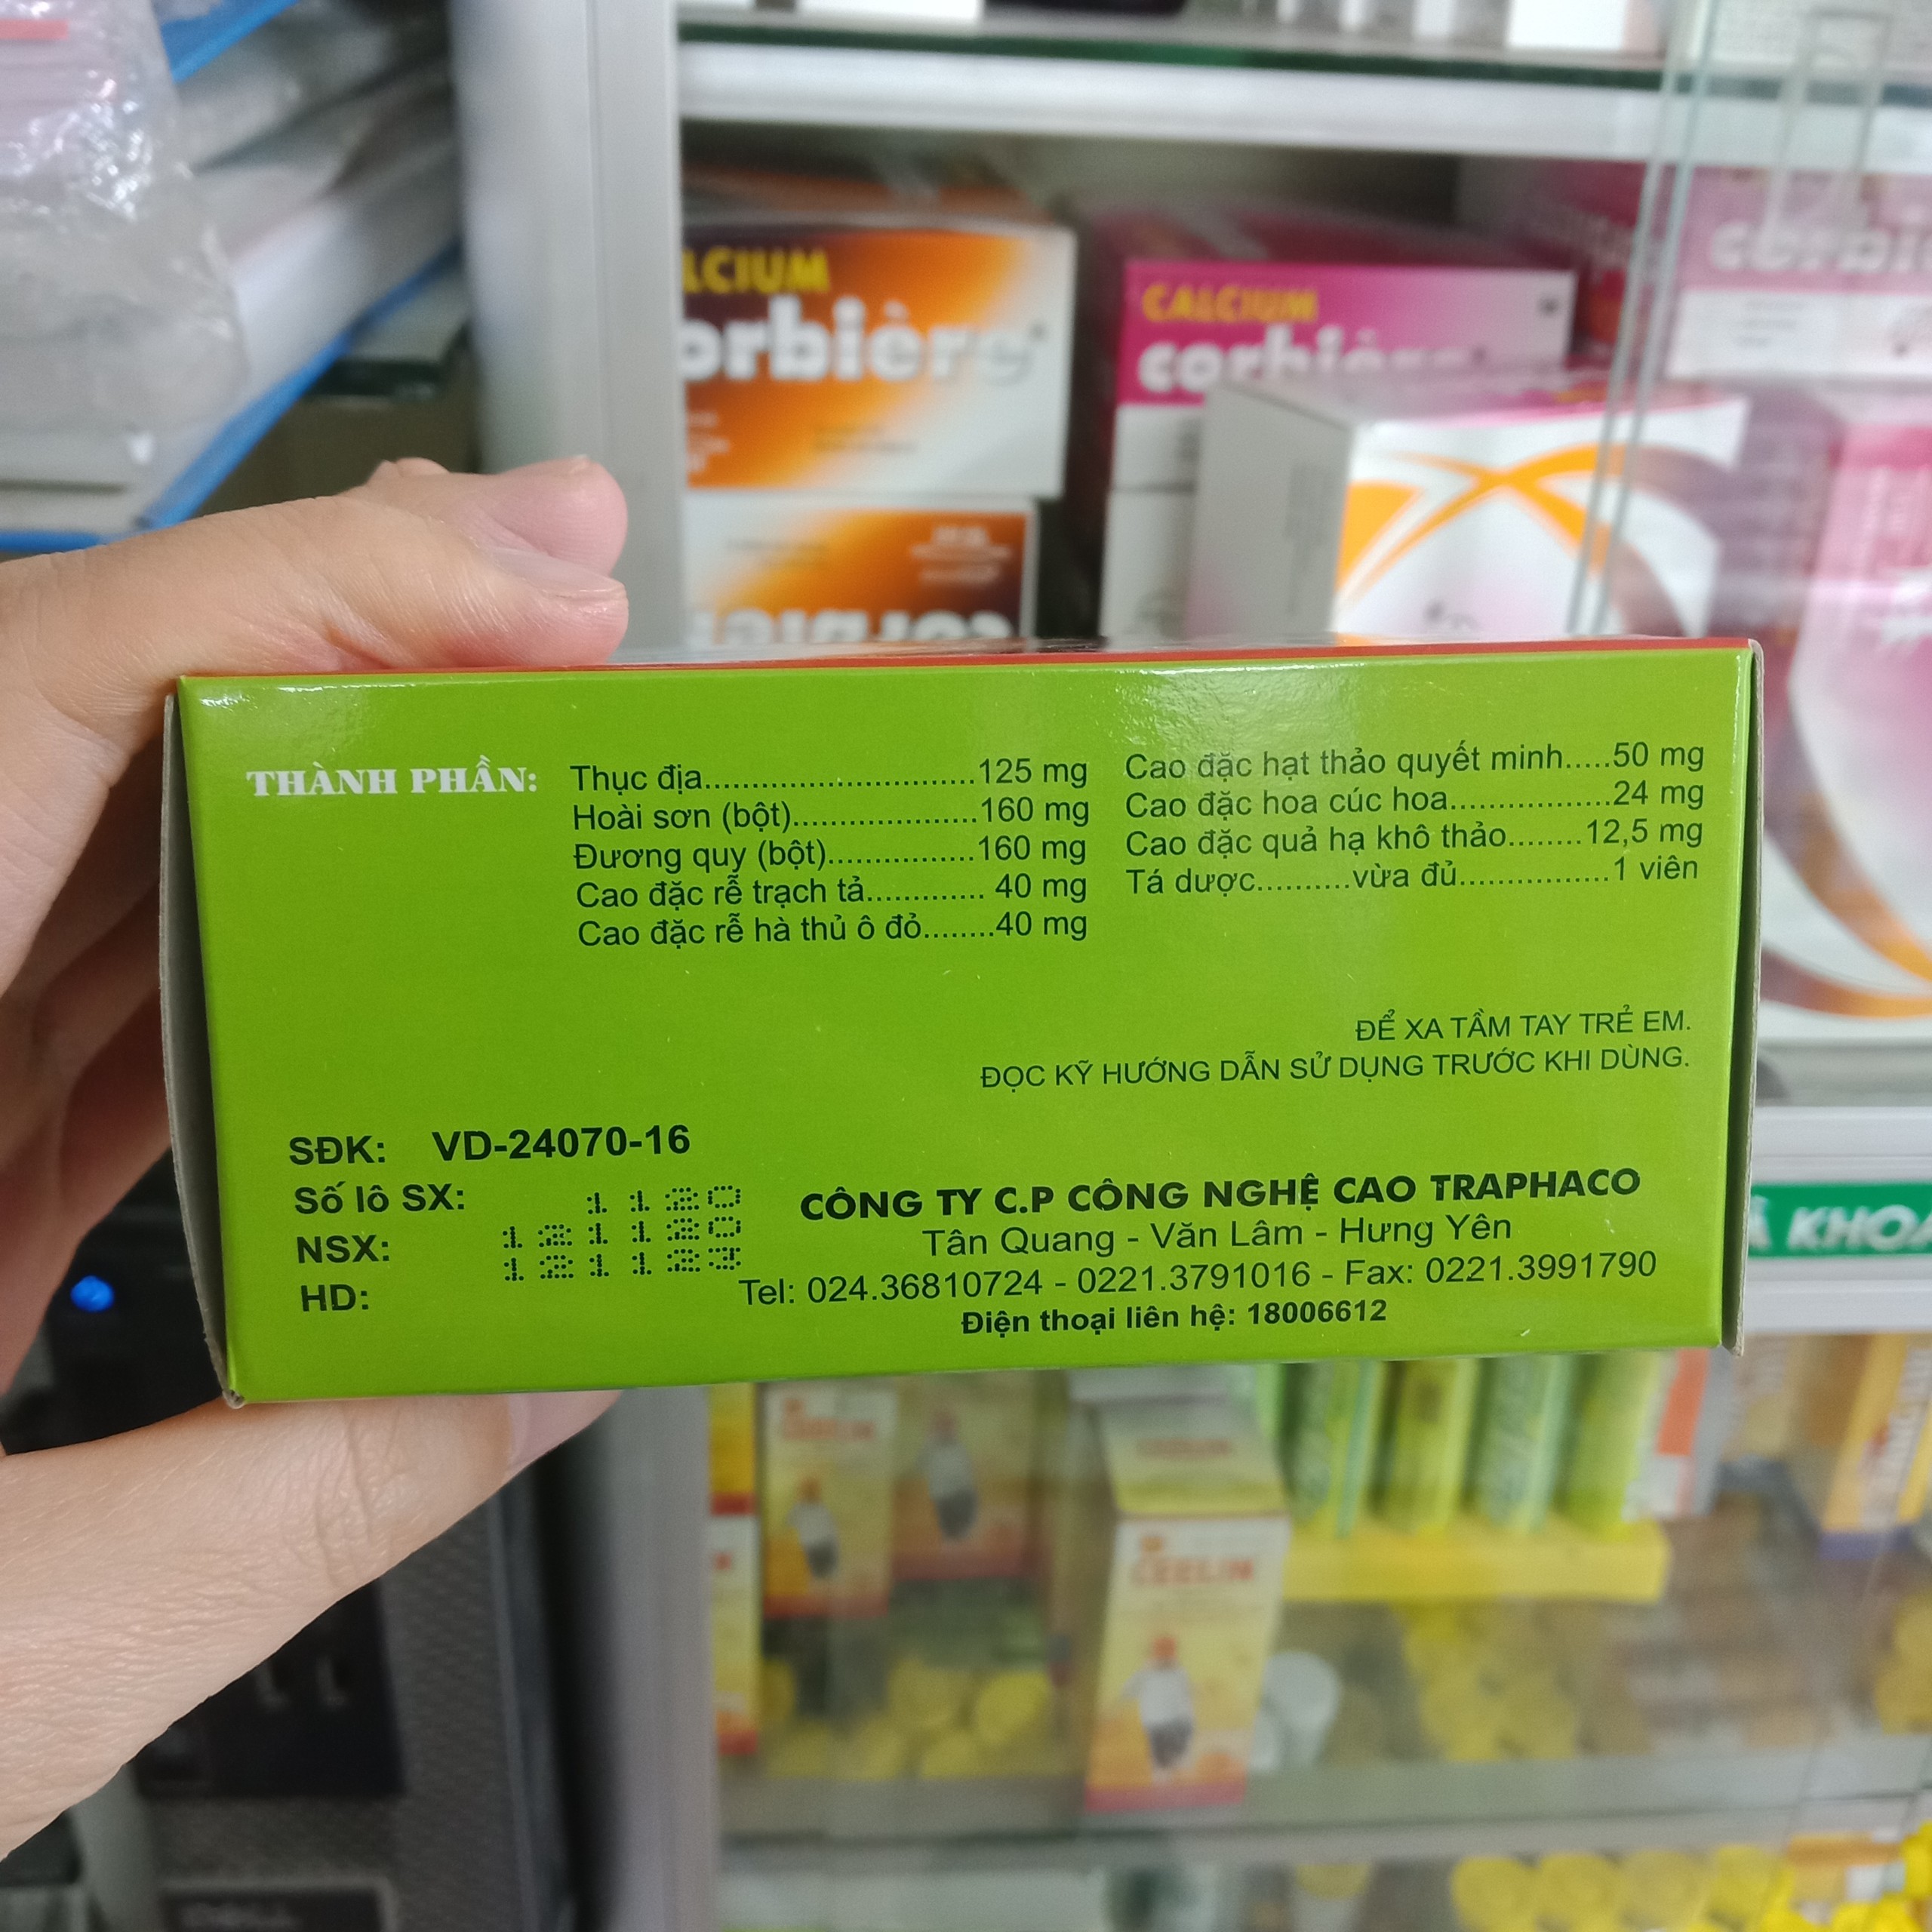 CALCIUM
corbière
THÀNH PHẦN:
Thục địa.............................125 mg
Hoài sơn (bột)....................160 mg
Đương quy (bột)................160 mg
Cao đặc rễ trạch tả............. 40 mg
Cao đặc rễ hà thủ ô đỏ........40 mg
Cao đặc hạt thảo quyết minh.....50 mg
Cao đặc hoa cúc hoa.................24 mg
Cao đặc quả hạ khô thảo........12,5 mg
Tá dược..........vừa đủ................1 viên
ĐỂ XA TẦM TAY TRẺ EM.
ĐỌC KỸ HƯỚNG DẪN SỬ DỤNG TRƯỚC KHI DÙNG.
SĐK: VD-24070-16
Số lô SX: 1120
NSX: 121120
HD: 121123
CÔNG TY C.P CÔNG NGHỆ CAO TRAPHACO
Tân Quang - Văn Lâm - Hưng Yên
Tel: 024.36810724 - 0221.3791016 - Fax: 0221.3991790
Điện thoại liên hệ: 18006612
CEELIN